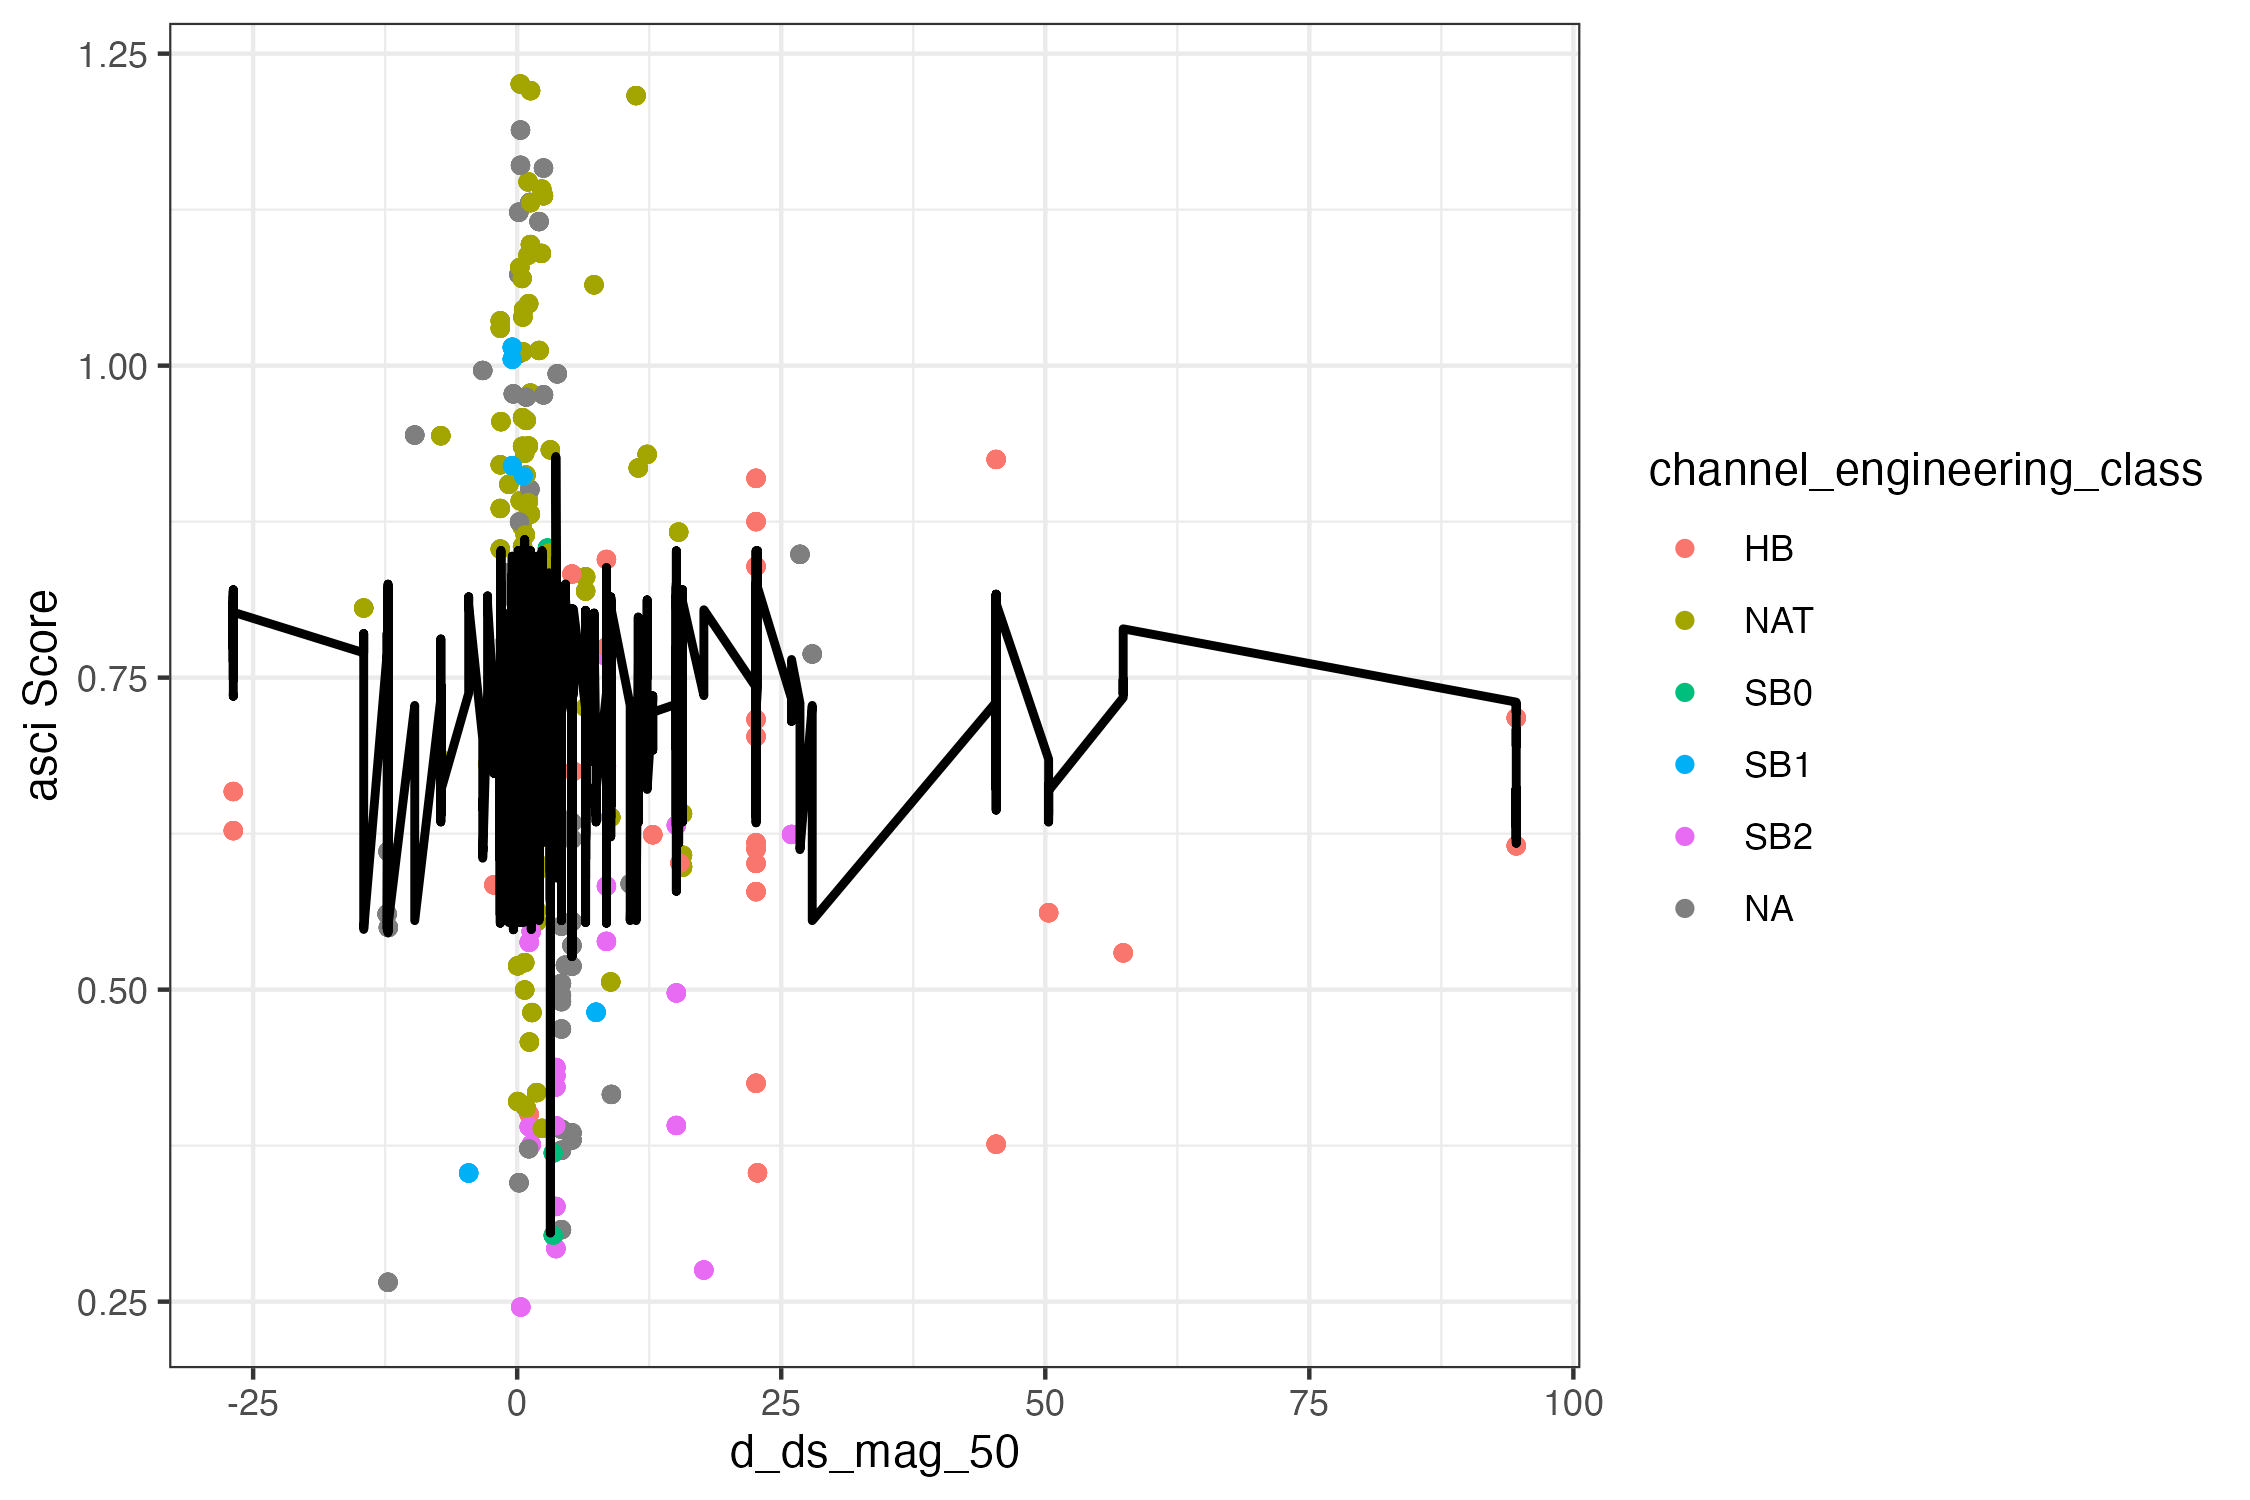 1.25
1.00
0.75
0.50
0.25
asci Score
-25
0
25
50
75
100
d_ds_mag_50
channel_engineering_class
HB
NAT
SB0
SB1
SB2
NA